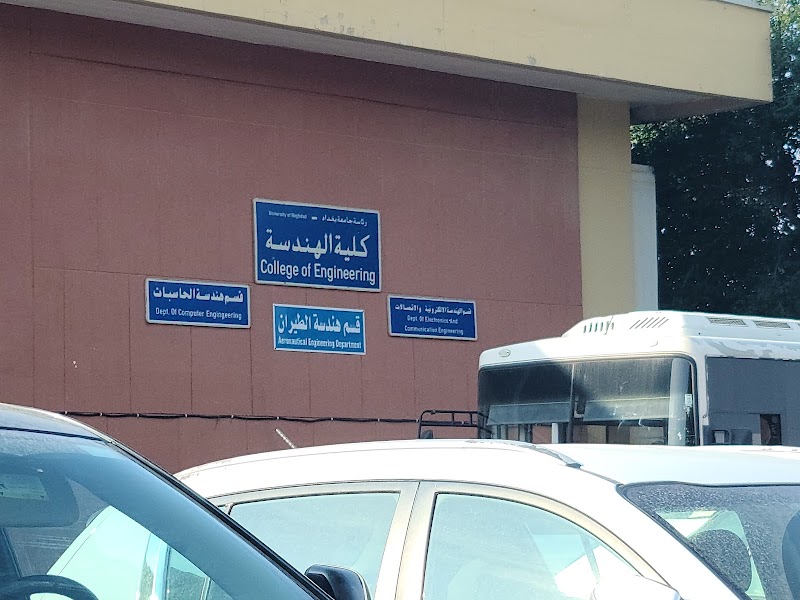 University of Baghdad – رئاسة جامعة بغداد
كلية الهندسة
College of Engineering
قسم هندسة الحاسبات
Dept. Of Computer Engingeering
قسم هندسة الطيران
Aeronautical Engineering Department
قسم الهندسة الالكترونية والاتصالات
Dept. Of Electronics And
Communication Engineering